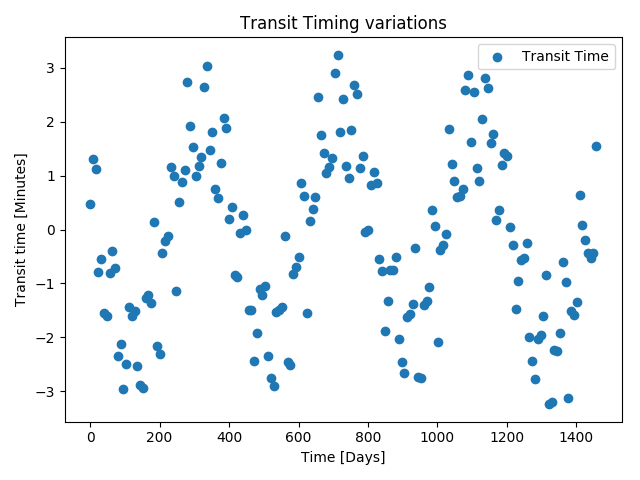 Transit Timing variations
Transit Time
Transit time [Minutes]
3
2
1
0
−1
−2
−3
0 200 400 600 800 1000 1200 1400
Time [Days]